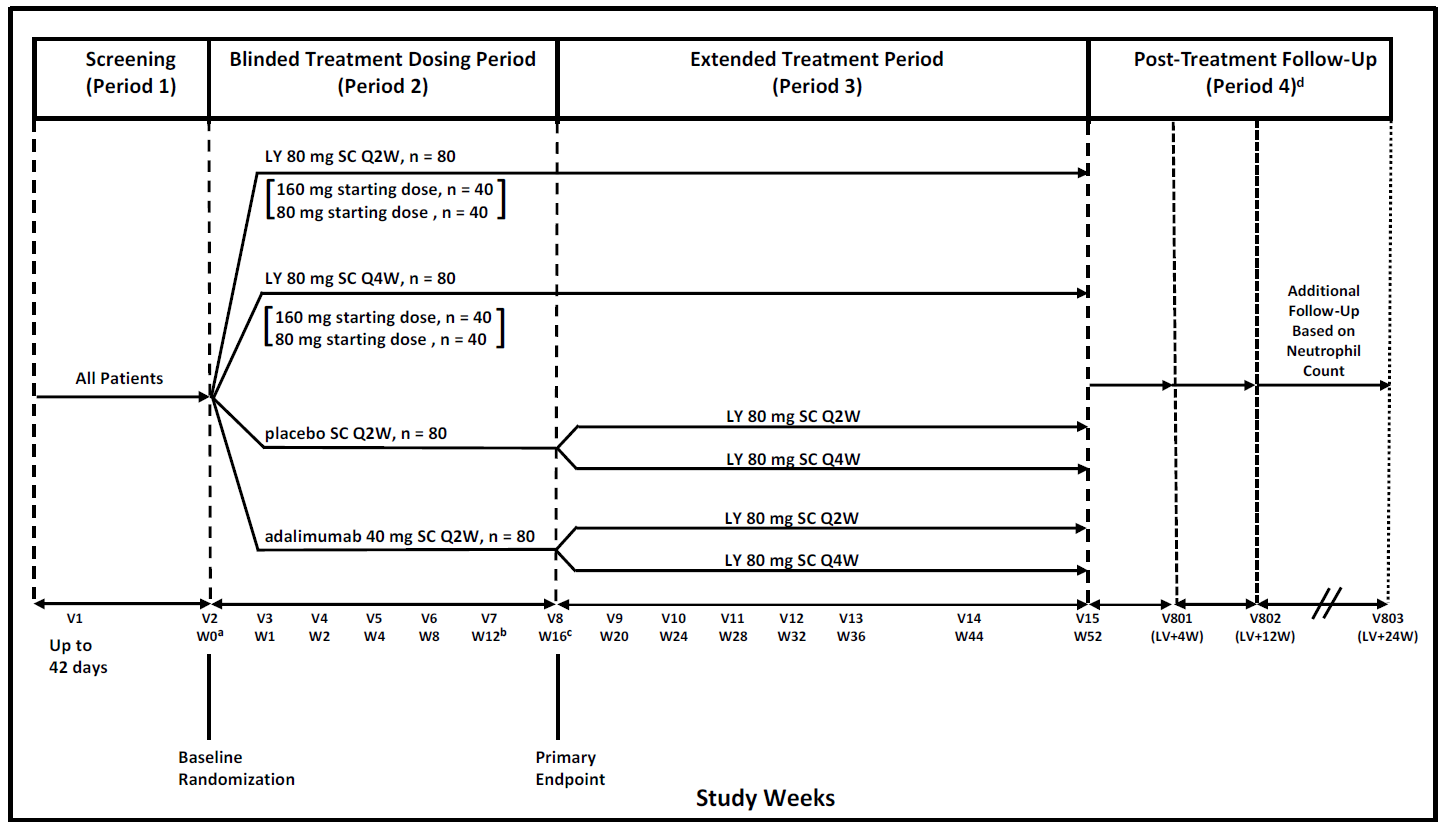 Screening
(Period 1)
Blinded Treatment Dosing Period
(Period 2)
Extended Treatment Period
(Period 3)
Post-Treatment Follow-Up
(Period 4)d
LY 80 mg SC Q2W, n = 80
160 mg starting dose, n = 40
80 mg starting dose , n = 40
LY 80 mg SC Q4W, n = 80
160 mg starting dose, n = 40
80 mg starting dose , n = 40
Additional
Follow-Up
Based on
Neutrophil
Count
All Patients
placebo SC Q2W, n = 80
LY 80 mg SC Q2W
LY 80 mg SC Q4W
adalimumab 40 mg SC Q2W, n = 80
LY 80 mg SC Q2W
LY 80 mg SC Q4W
V1 V2 V3 V4 V5 V6 V7 V8 V9 V10 V11 V12 V13 V14 V15 V801 V802 V803
W0a W1 W2 W4 W8 W12b W16c W20 W24 W28 W32 W36 W44 W52 (LV+4W) (LV+12W) (LV+24W)
Up to
42 days
Baseline
Randomization
Primary
Endpoint
Study Weeks